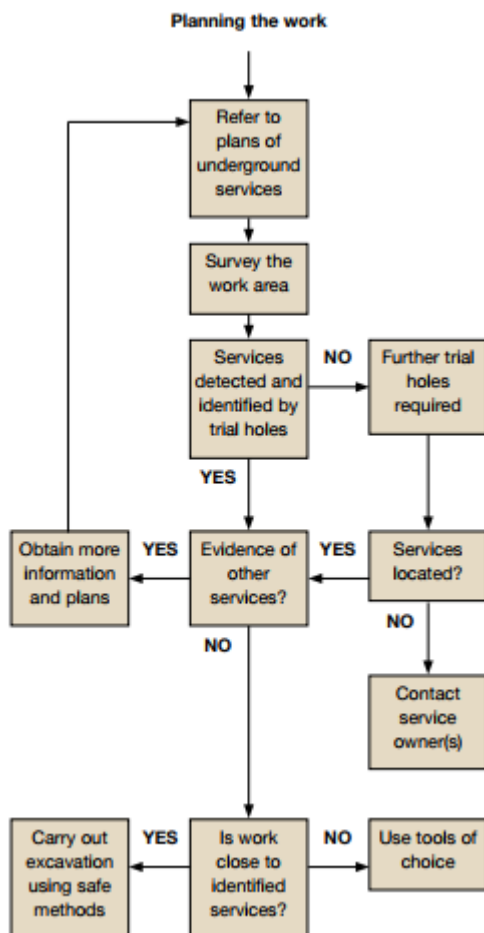 Planning the work
Refer to
plans of
underground
services
Survey the
work area
Services
detected and
identified by
trial holes
NO
Further trial
holes
required
YES
Obtain more
information
and plans
YES
Evidence of
other
services?
YES
Services
located?
NO
NO
Contact
service
owner(s)
Carry out
excavation
using safe
methods
YES
Is work
close to
identified
services?
NO
Use tools of
choice